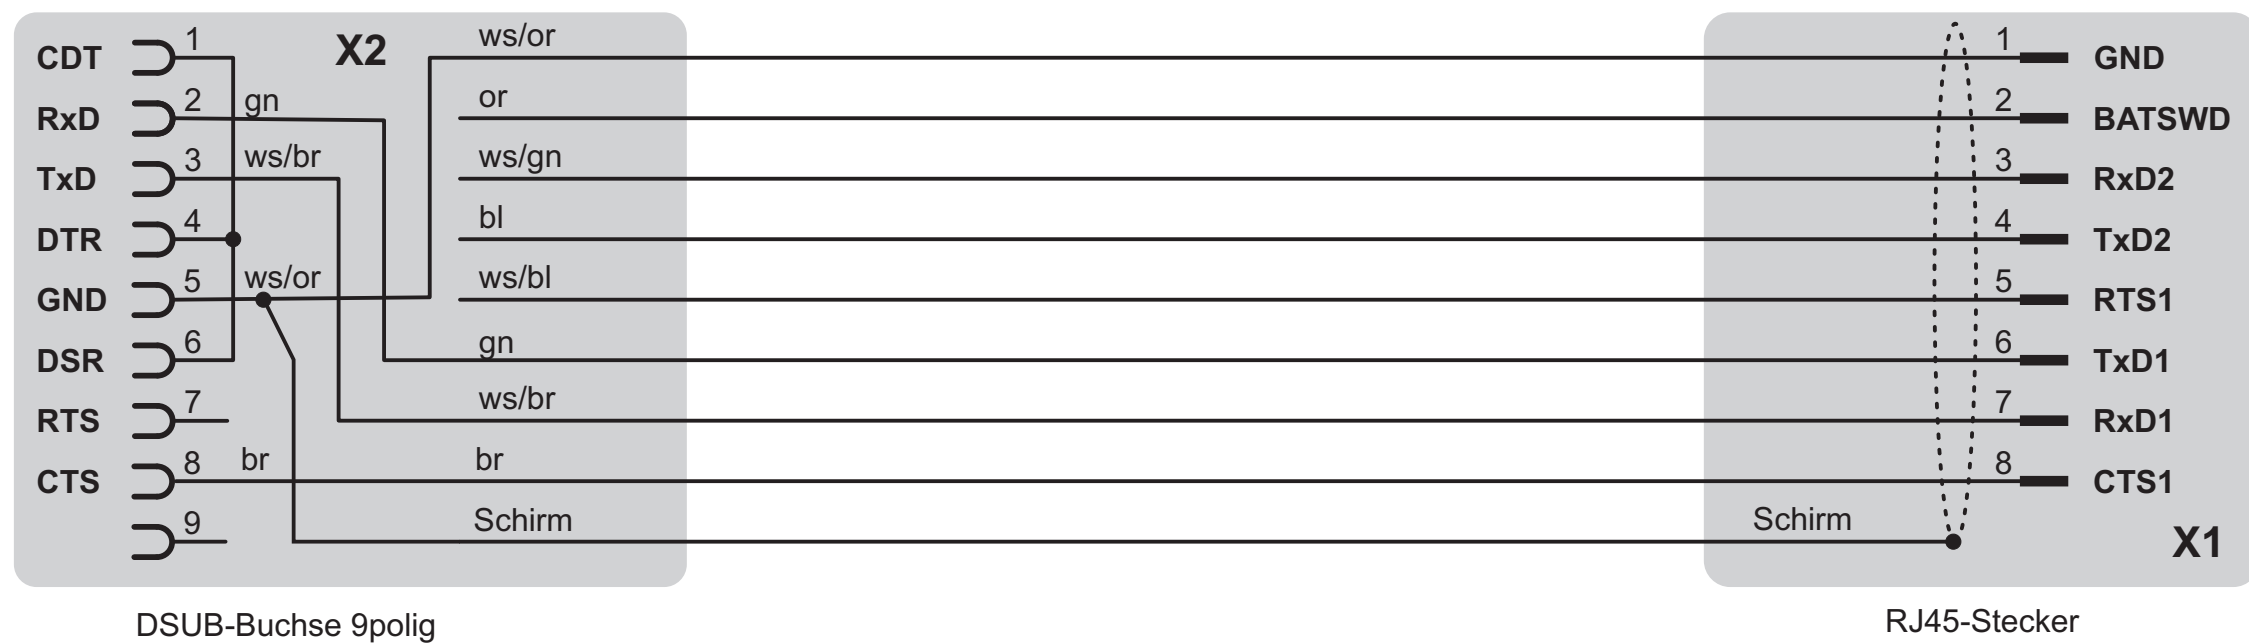 X2
CDT 1
RxD 2 gn
TxD 3 ws/br
DTR 4
GND 5 ws/or
DSR 6
RTS 7
CTS 8 br
9
ws/or
or
ws/gn
bl
ws/bl
gn
ws/br
br
Schirm
Schirm
1 GND
2 BATSWD
3 RxD2
4 TxD2
5 RTS1
6 TxD1
7 RxD1
8 CTS1
X1
DSUB-Buchse 9polig
RJ45-Stecker